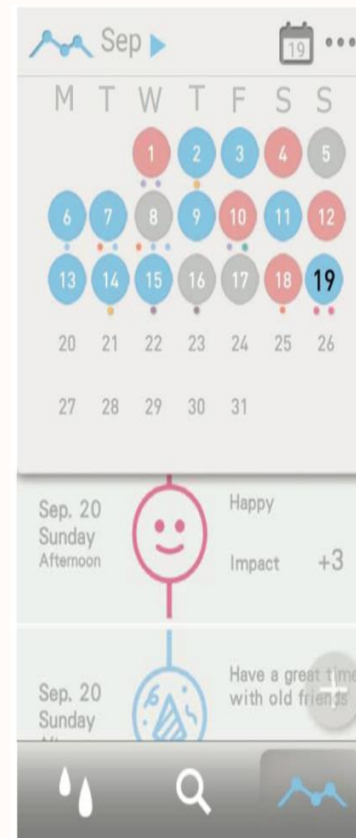 Sep
19
M T W T F S S
1 2 3 4 5
6 7 8 9 10 11 12
13 14 15 16 17 18 19
20 21 22 23 24 25 26
27 28 29 30 31
Sep. 20
Sunday
Afternoon
Happy
Impact +3
Sep. 20
Sunday
Have a great time
with old friends